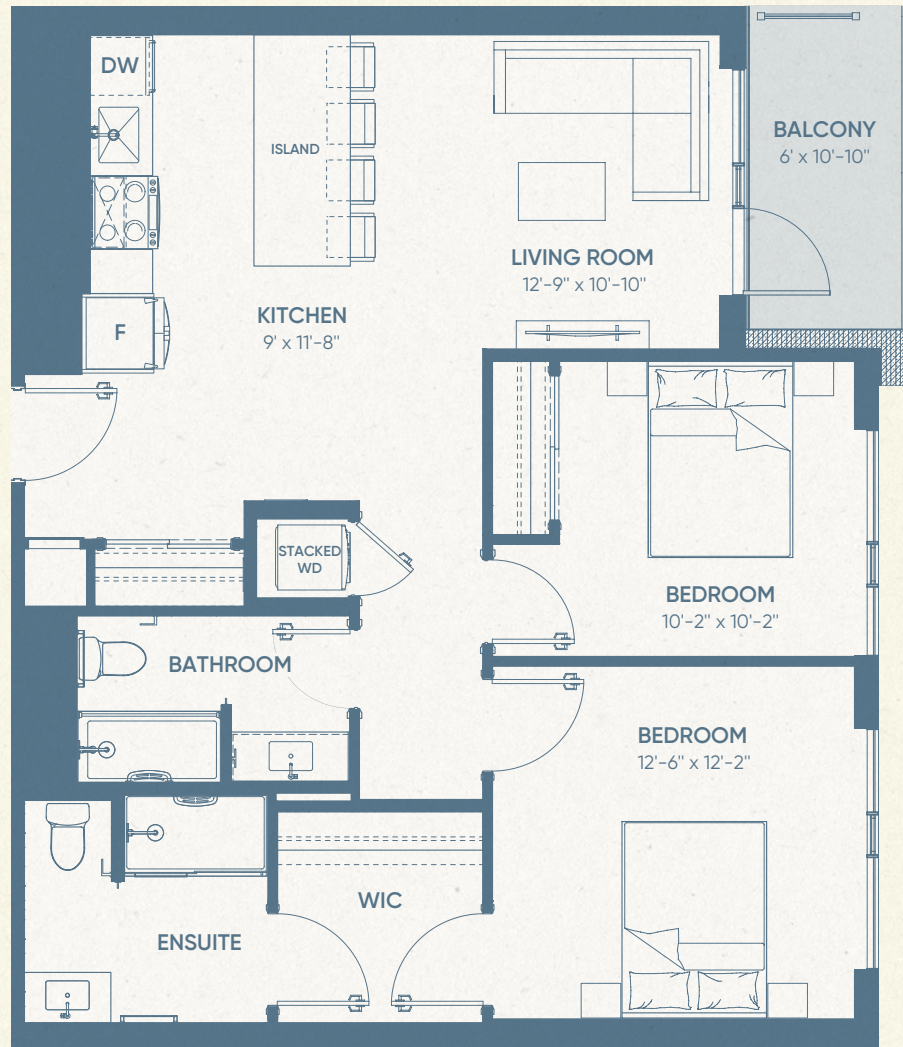 DW
ISLAND
BALCONY
6' x 10'-10"
LIVING ROOM
12'-9" x 10'-10"
KITCHEN
9' x 11'-8"
F
STACKED
WD
BEDROOM
10'-2" x 10'-2"
BATHROOM
BEDROOM
12'-6" x 12'-2"
WIC
ENSUITE